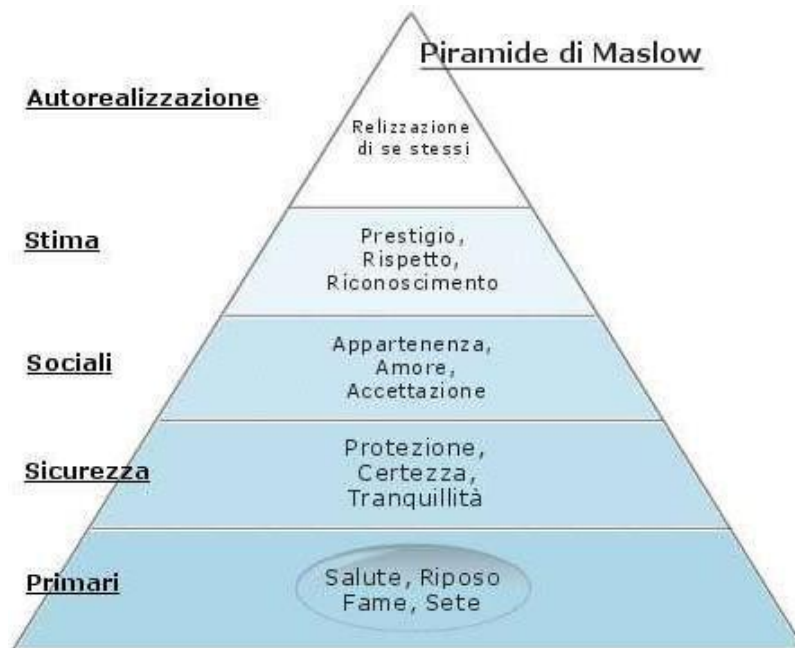 Piramide di Maslow
Autorealizzazione
Relizzazione
di se stessi
Stima
Prestigio,
Rispetto,
Riconoscimento
Sociali
Appartenenza,
Amore,
Accettazione
Sicurezza
Protezione,
Certezza,
Tranquillità
Primari
Salute, Riposo
Fame, Sete